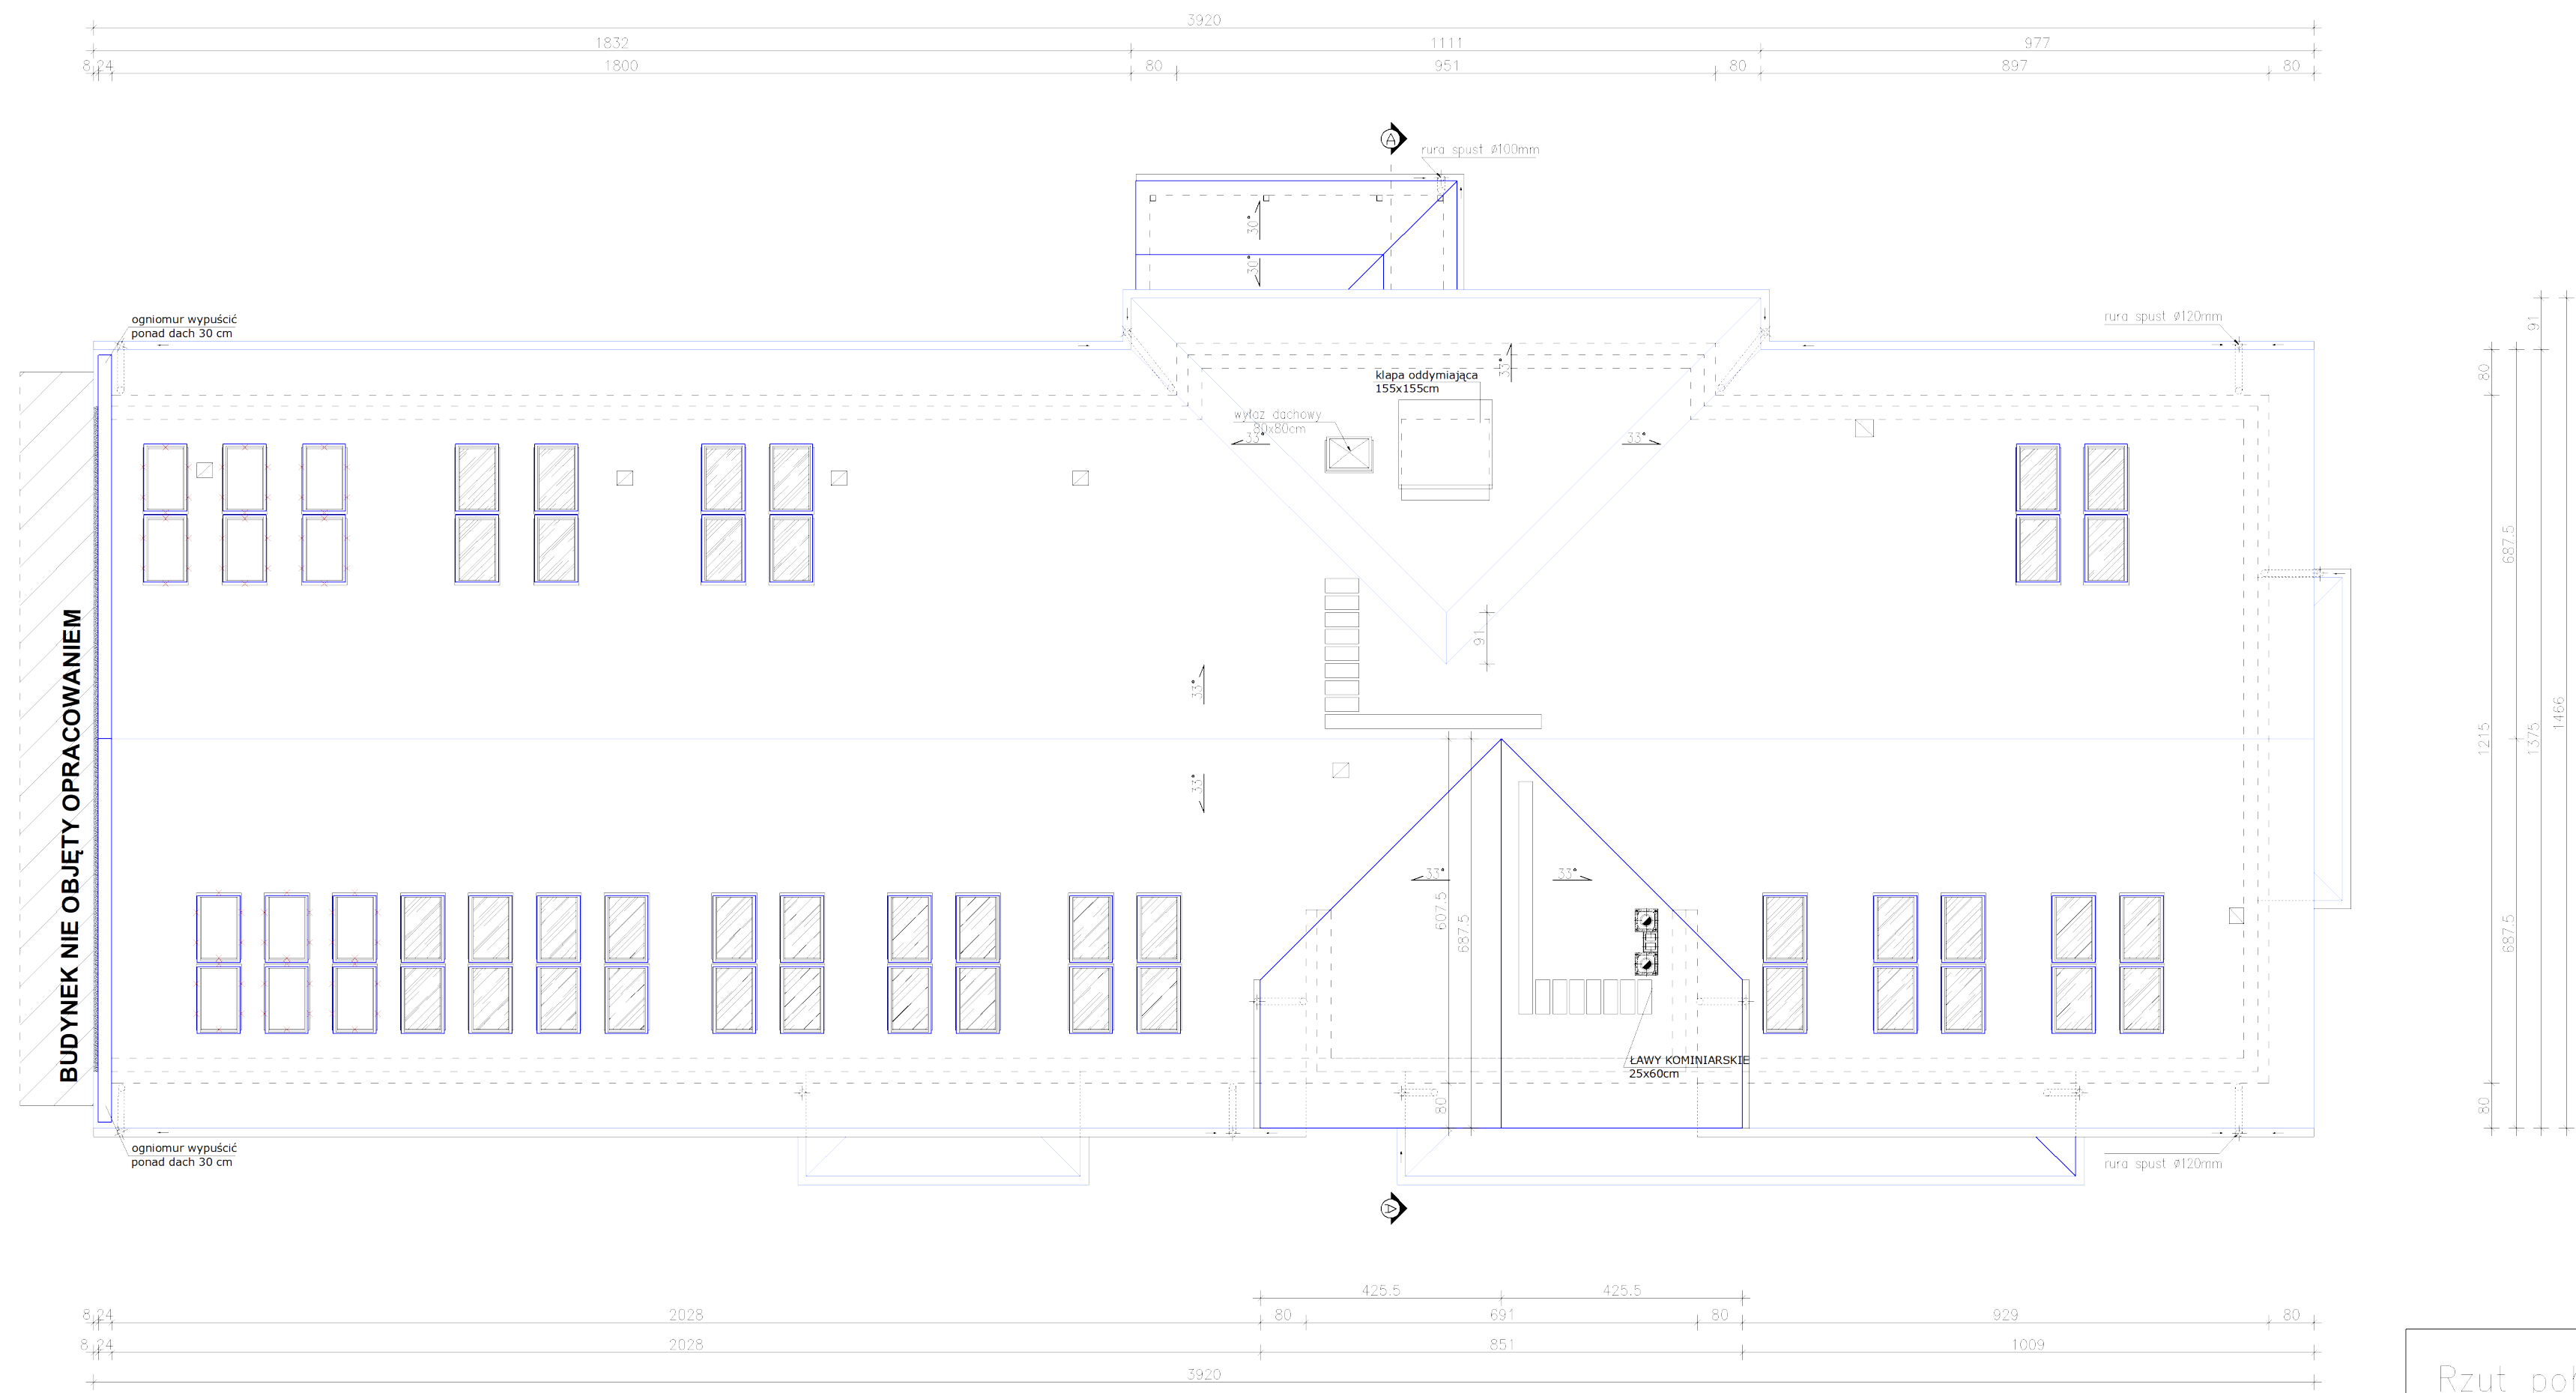 3920
1832 1111 977
8 24 1800 80 951 80 897 80
A
rura spust ø100mm
30°
30°
ogniomur wypuścić
ponad dach 30 cm
rura spust ø120mm
91
33°
klapa oddymiająca
155x155cm
wyłaz dachowy
80x80cm
33°
33°
80
687.5
BUDYNEK NIE OBJĘTY OPRACOWANIEM
91
33°
33°
1215
1375
1466
33°
33°
607.5
687.5
687.5
ŁAWY KOMINIARSKIE
25x60cm
80
80
ogniomur wypuścić
ponad dach 30 cm
rura spust ø120mm
A
425.5 425.5
8 24 2028 80 691 80 929 80
8 24 2028 851 1009
3920
Rzut